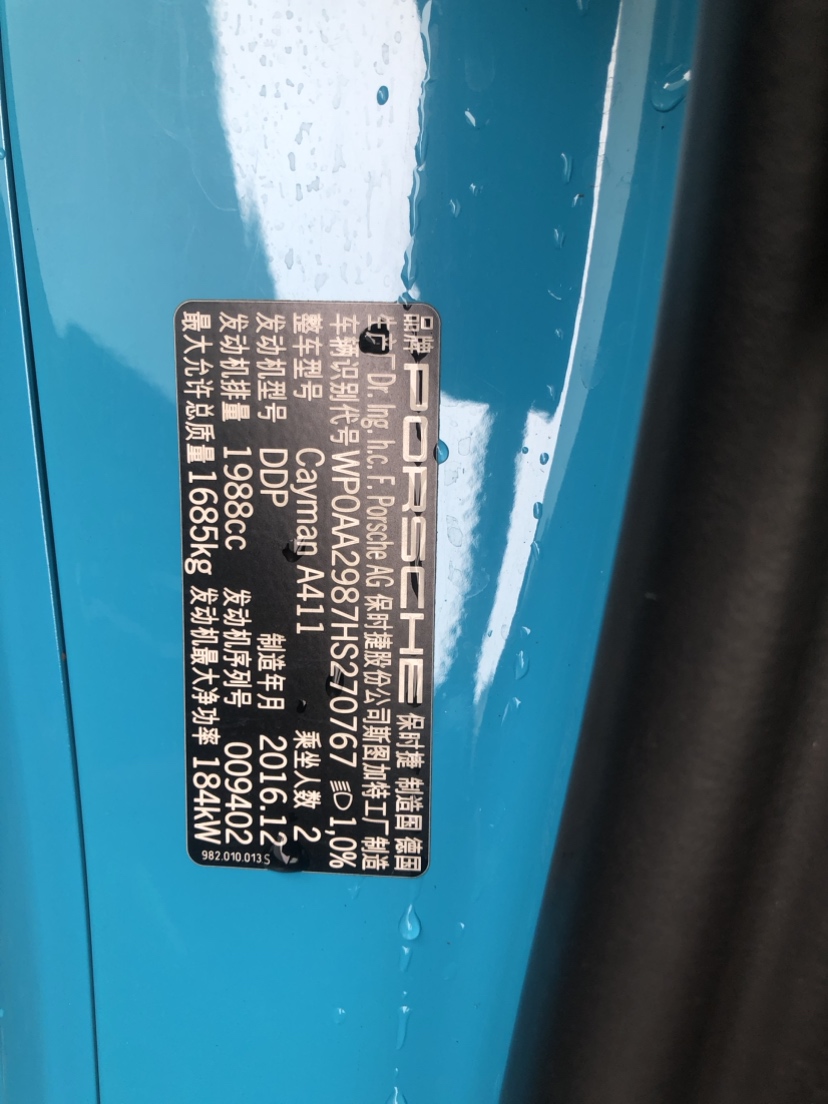 品牌 PORSCHE 保时捷 制造国 德国
生产厂 Dr. Ing. h.c. F. Porsche AG 保时捷股份公司斯图加特工厂制造
车辆识别代号 WP0AA2987HS270767 1,0%
整车型号 Cayman A411 乘坐人数 2
发动机型号 DDP 制造年月 2016.12
发动机排量 1988cc 发动机序列号 009402
最大允许总质量 1685kg 发动机最大净功率 184kW
982.010.013 S